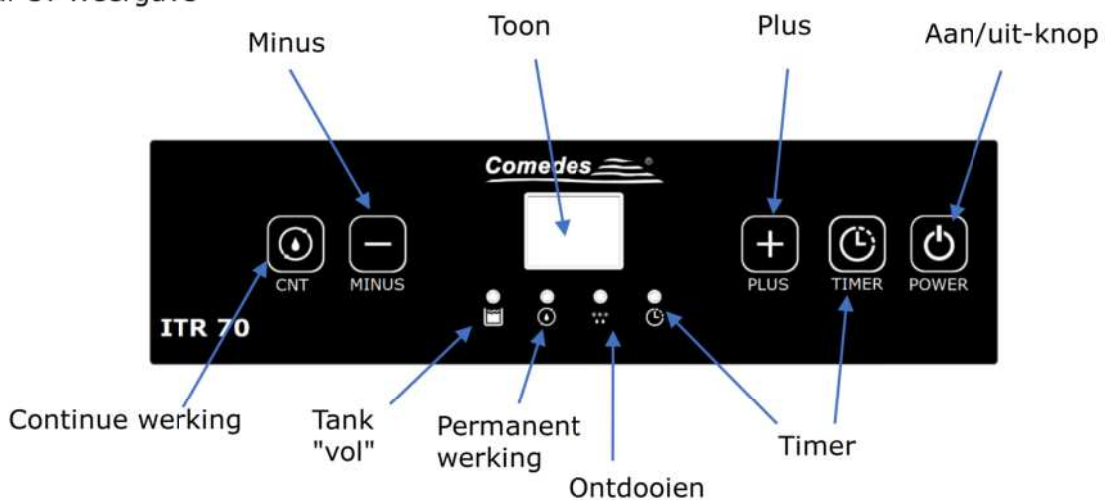 weergave
Minus
Toon
Plus
Aan/uit-knop
Comedes
CNT
MINUS
PLUS
TIMER
POWER
ITR 70
Continue werking
Tank
"vol"
Permanent
werking
Timer
Ontdooien